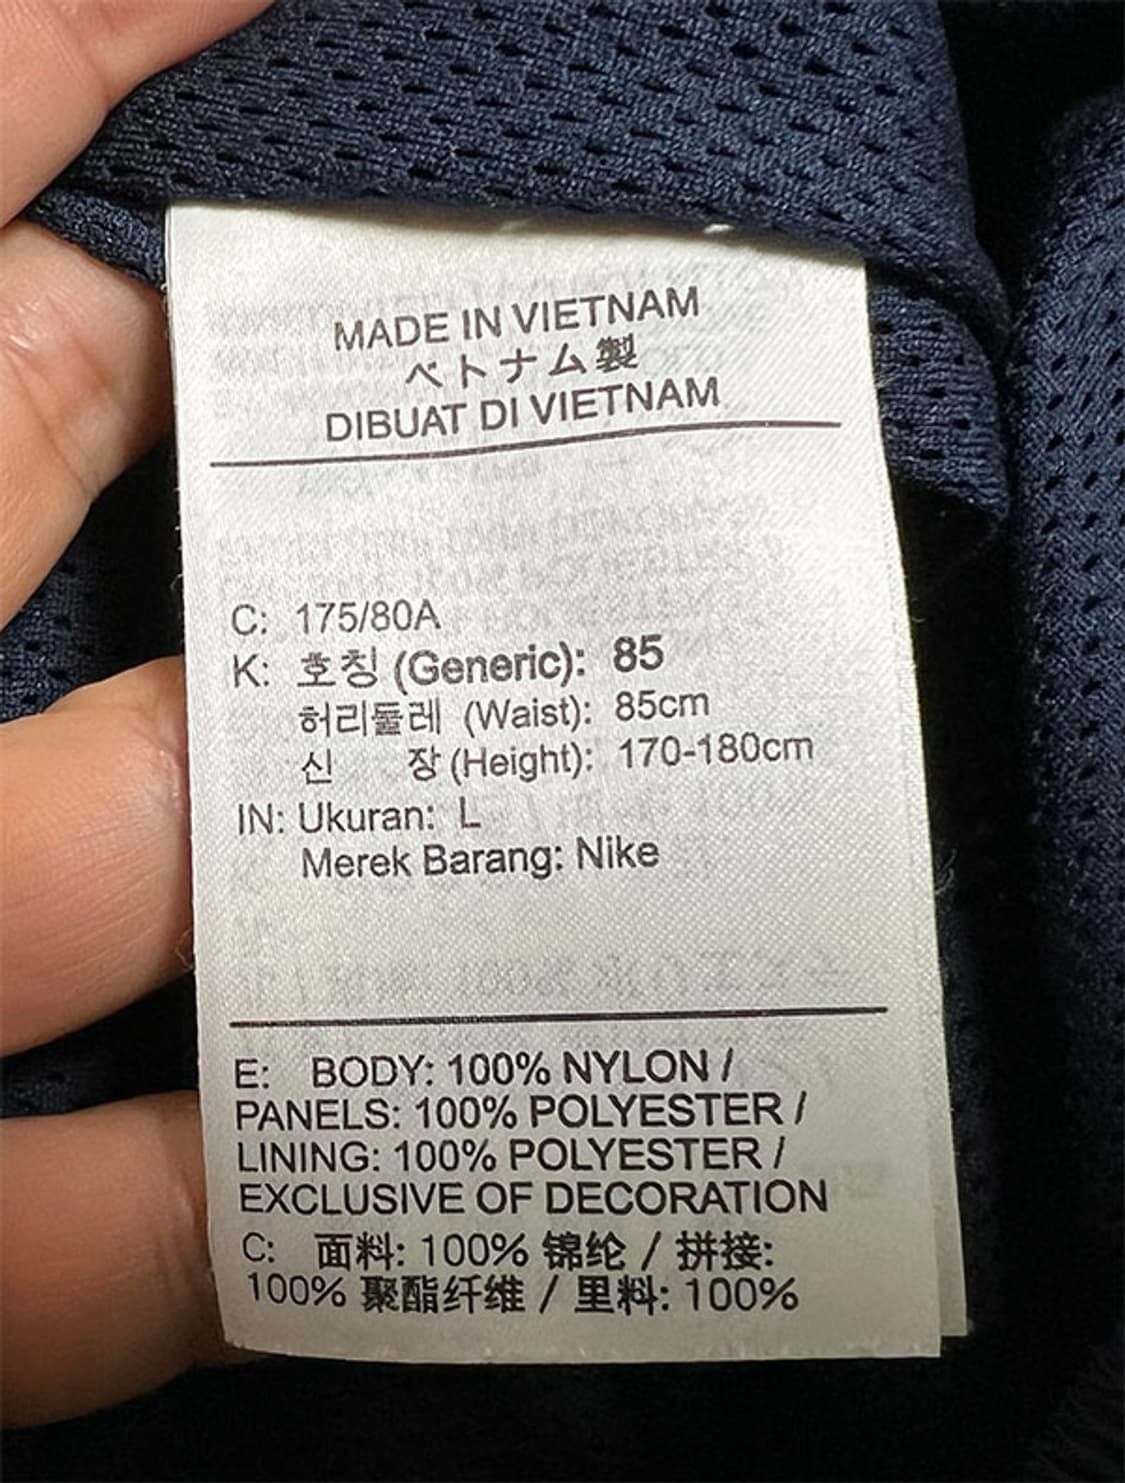 MADE IN VIETNAM
ベトナム製
DIBUAT DI VIETNAM
C: 175/80A
K: 호칭 (Generic): 85
허리둘레 (Waist): 85cm
신 장 (Height): 170-180cm
IN: Ukuran: L
Merek Barang: Nike
E: BODY: 100% NYLON /
PANELS: 100% POLYESTER /
LINING: 100% POLYESTER /
EXCLUSIVE OF DECORATION
C: 面料: 100% 锦纶 / 拼接:
100% 聚酯纤维 / 里料: 100%